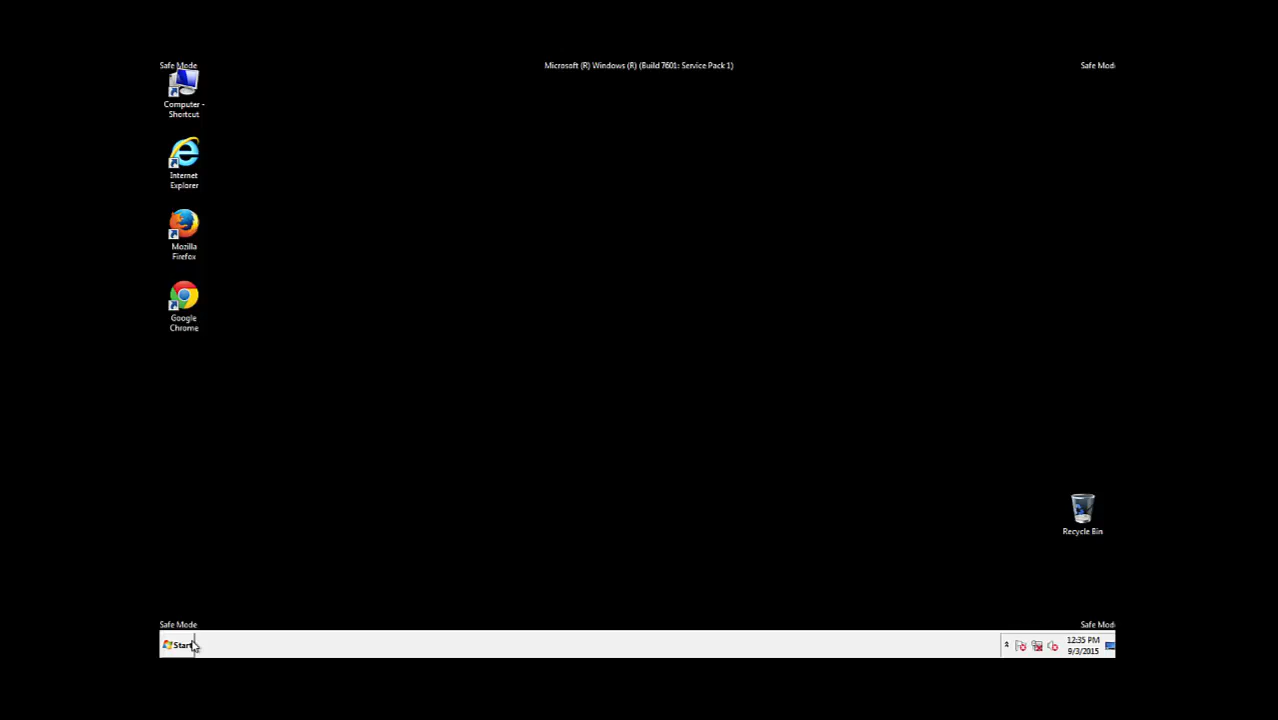 Safe Mode
Microsoft (R) Windows (R) (Build 7601: Service Pack 1)
Safe Mod
Computer -
Shortcut
Internet
Explorer
Mozilla
Firefox
Google
Chrome
Recycle Bin
Safe Mode
Safe Mod
Start
12:35 PM
9/3/2015